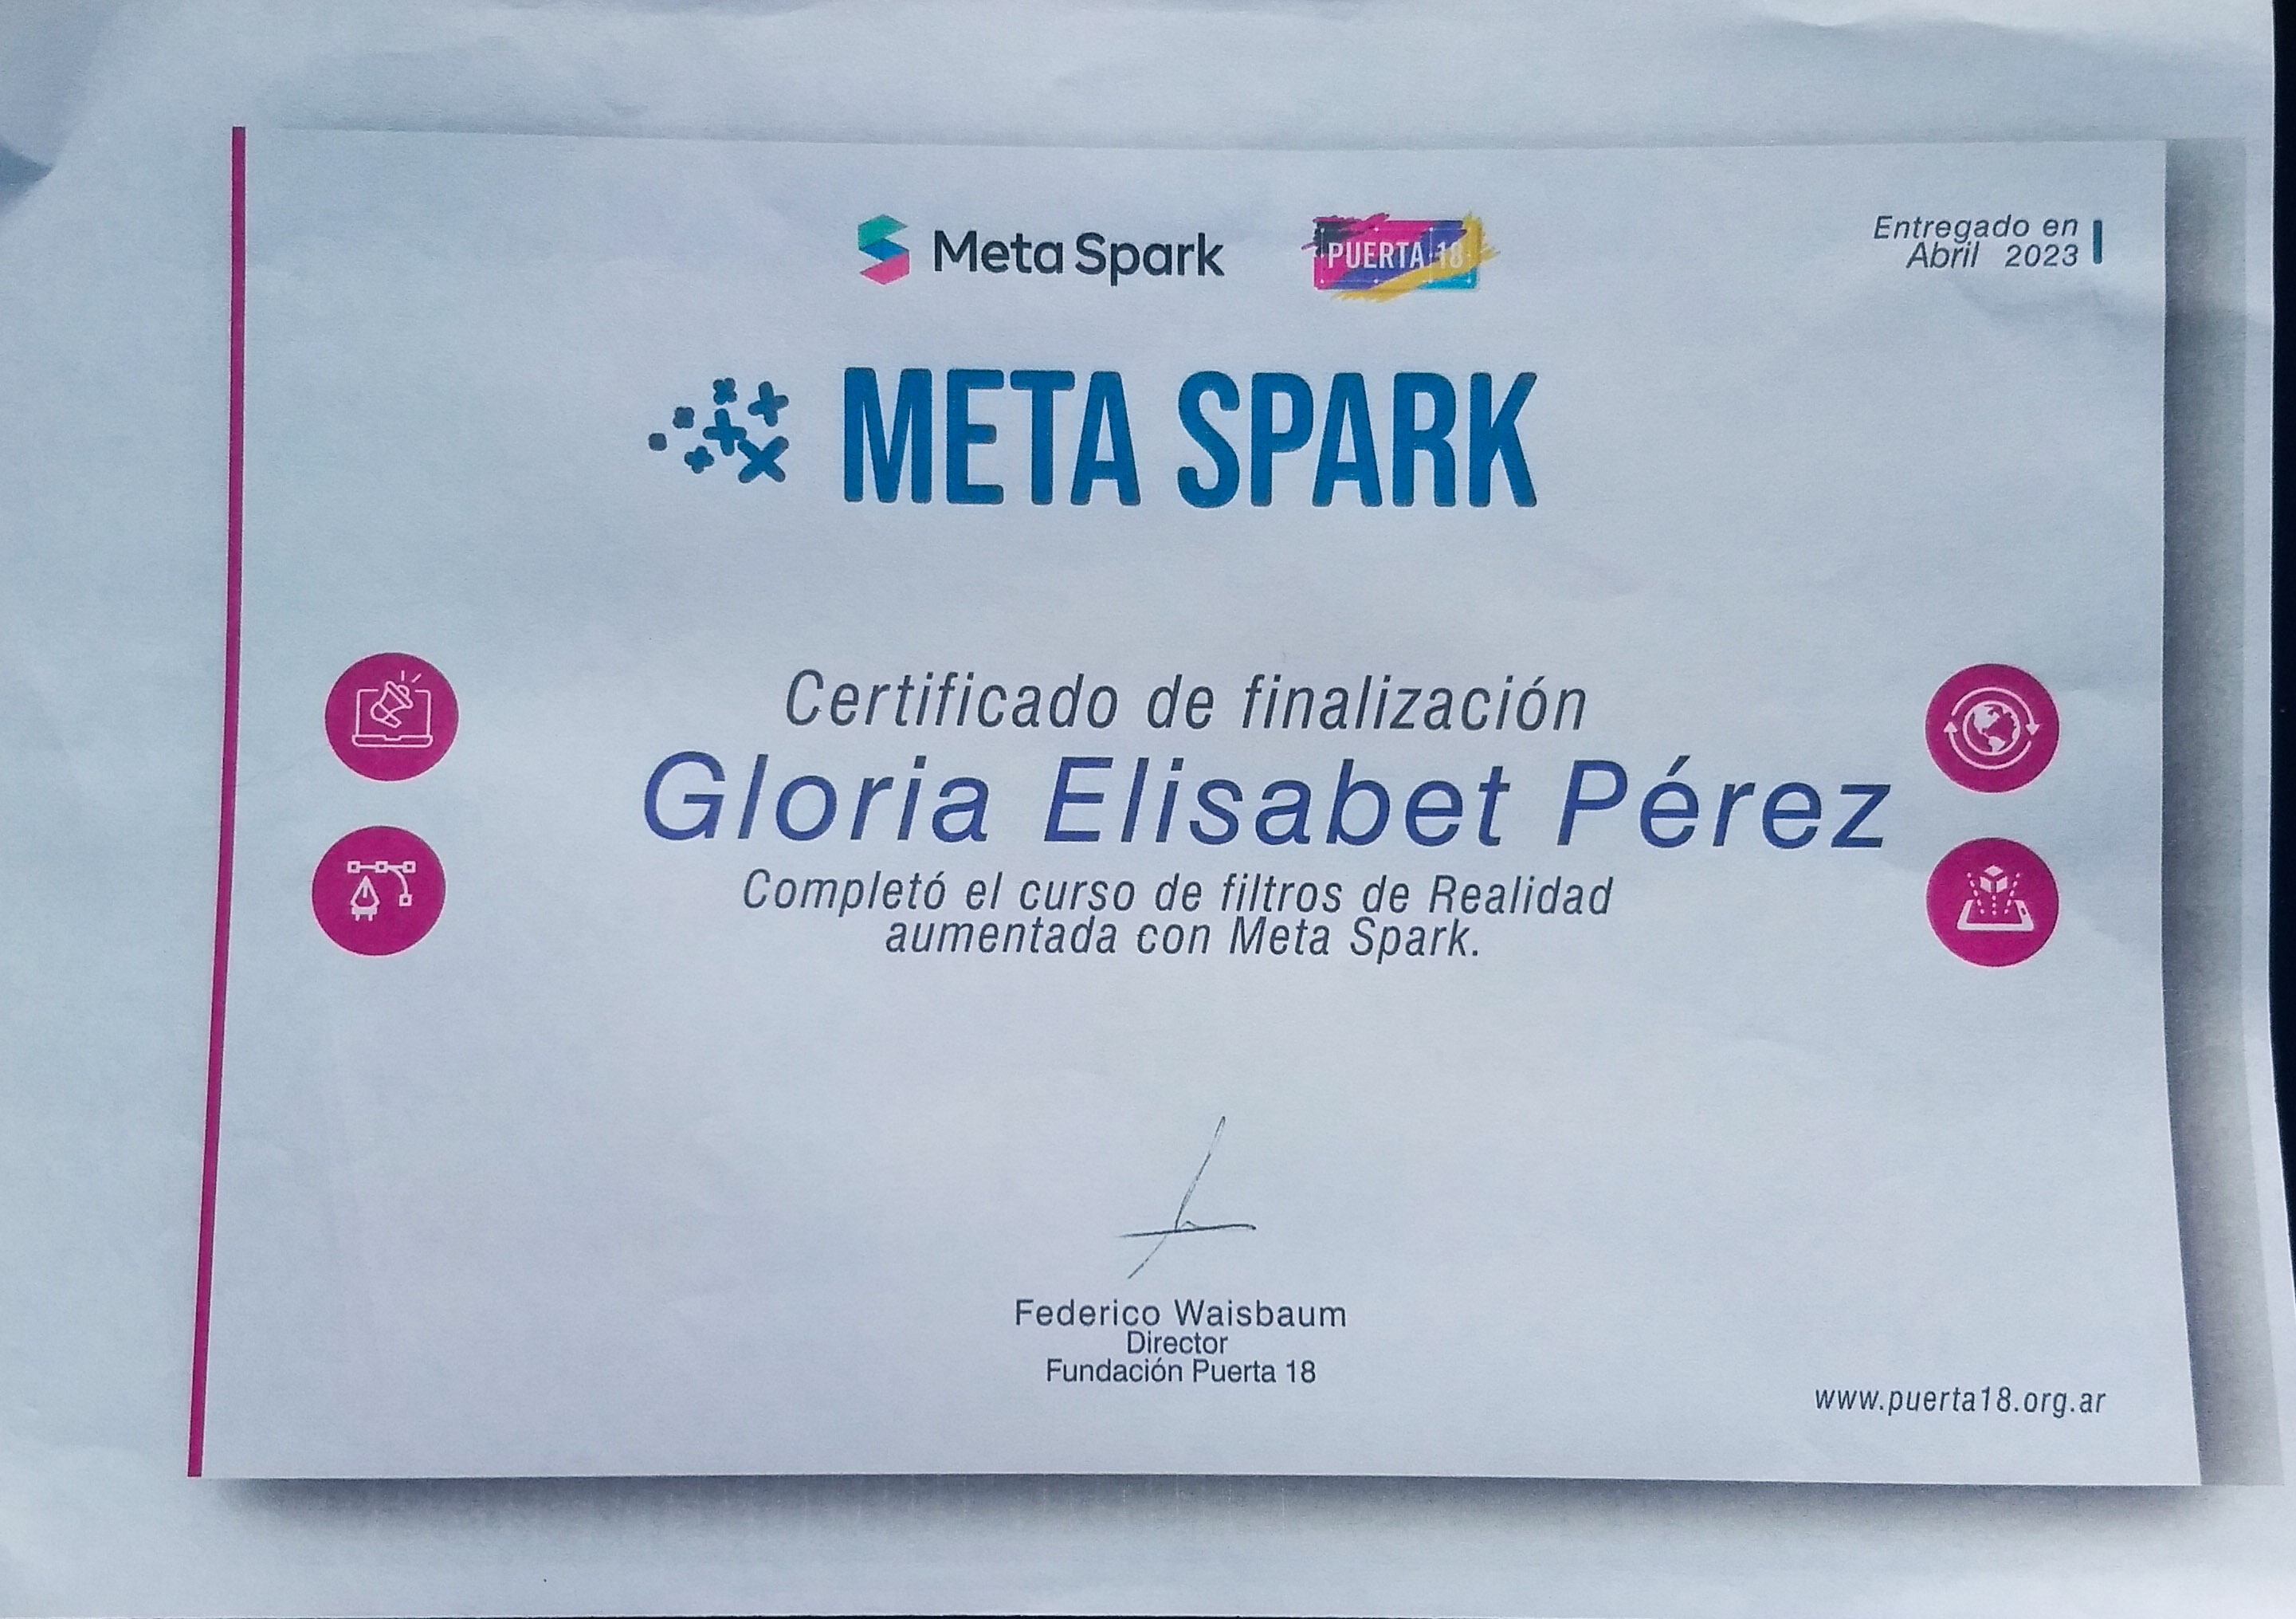 Meta Spark
PUERTA 18
Entregado en
Abril 2023
META SPARK
Certificado de finalización
Gloria Elisabet Pérez
Completó el curso de filtros de Realidad
aumentada con Meta Spark.
Federico Waisbaum
Director
Fundación Puerta 18
www.puerta18.org.ar